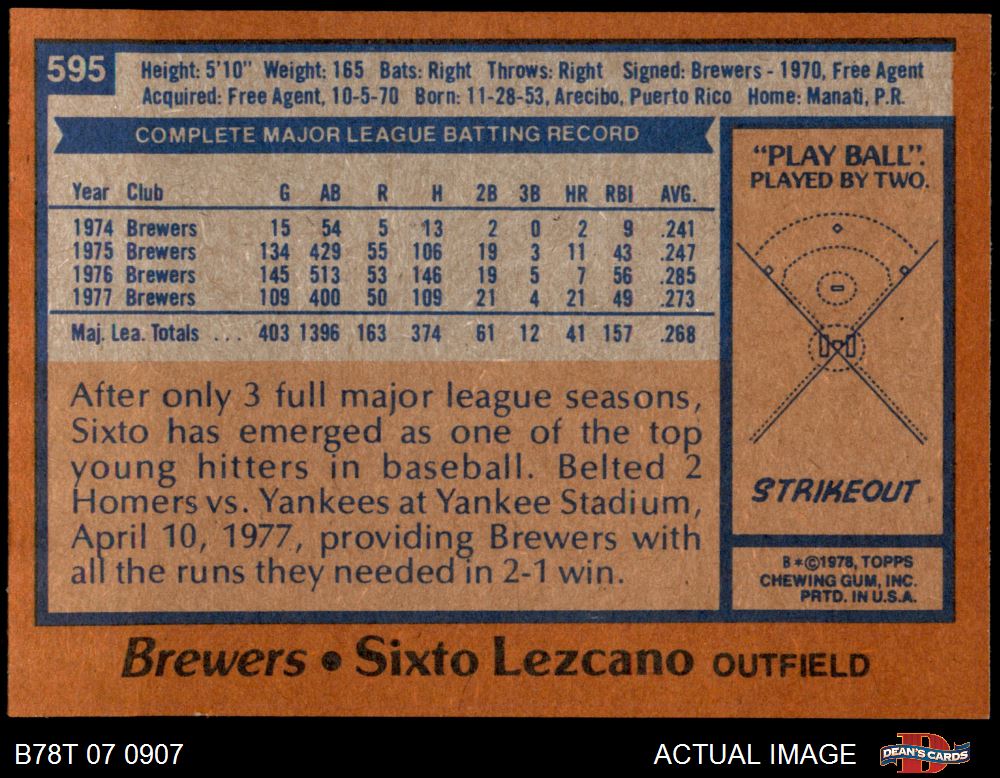 595
Height: 5'10" Weight: 165 Bats: Right Throws: Right Signed: Brewers - 1970, Free Agent
Acquired: Free Agent, 10-5-70 Born: 11-28-53, Arecibo, Puerto Rico Home: Manati, P.R.
COMPLETE MAJOR LEAGUE BATTING RECORD
Year Club G AB R H 2B 3B HR RBI AVG.
1974 Brewers 15 54 5 13 2 0 2 9 .241
1975 Brewers 134 429 55 106 19 3 11 43 .247
1976 Brewers 145 513 53 146 19 5 7 56 .285
1977 Brewers 109 400 50 109 21 4 21 49 .273
Maj. Lea. Totals ... 403 1396 163 374 61 12 41 157 .268
After only 3 full major league seasons,
Sixto has emerged as one of the top
young hitters in baseball. Belted 2
Homers vs. Yankees at Yankee Stadium,
April 10, 1977, providing Brewers with
all the runs they needed in 2-1 win.
"PLAY BALL".
PLAYED BY TWO.
STRIKEOUT
B*©1978, TOPPS
CHEWING GUM, INC.
PRTD. IN U.S.A.
Brewers • Sixto Lezcano OUTFIELD
B78T 07 0907
ACTUAL IMAGE
D
DEAN'S CARDS